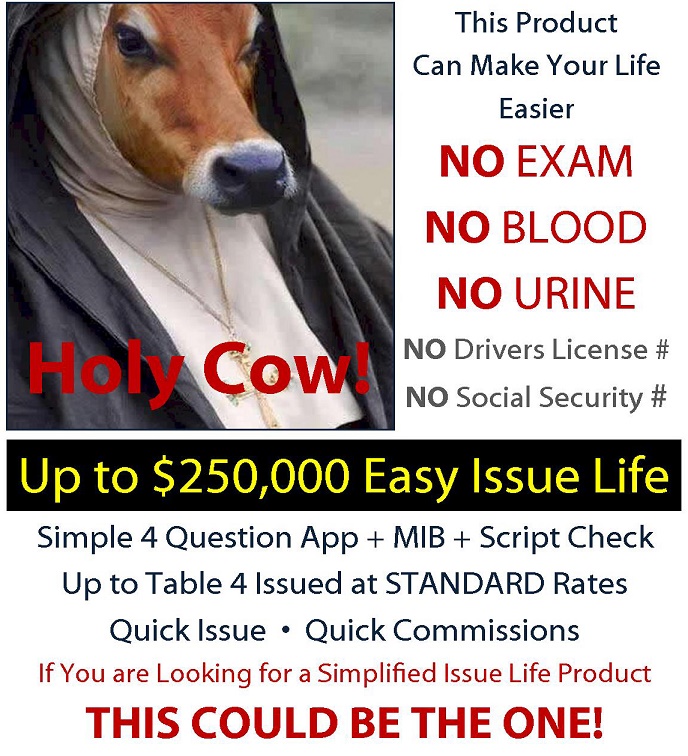 This Product
Can Make Your Life
Easier
NO EXAM
NO BLOOD
NO URINE
NO Drivers License #
NO Social Security #
Holy Cow!
Up to $250,000 Easy Issue Life
Simple 4 Question App + MIB + Script Check
Up to Table 4 Issued at STANDARD Rates
Quick Issue • Quick Commissions
If You are Looking for a Simplified Issue Life Product
THIS COULD BE THE ONE!